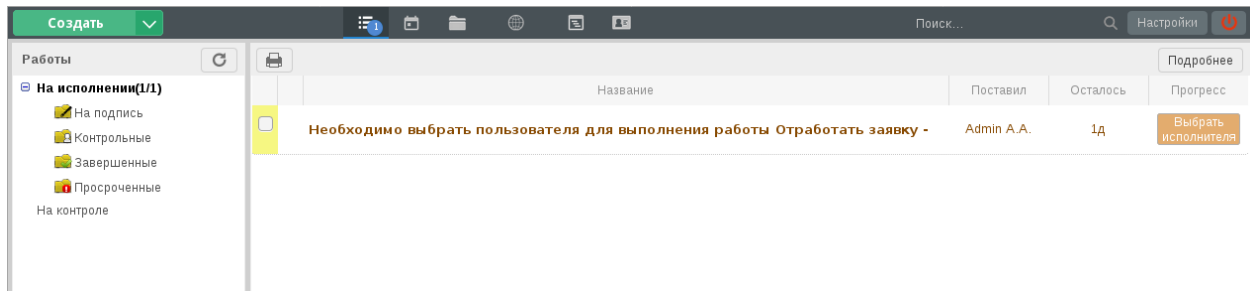 Создать
1
Поиск...
Настройки
Работы
Подробнее
На исполнении(1/1)
На подпись
Контрольные
Завершенные
Просроченные
На контроле
Название
Поставил
Осталось
Прогресс
Необходимо выбрать пользователя для выполнения работы Отработать заявку -
Admin A.A.
1д
Выбрать
исполнителя